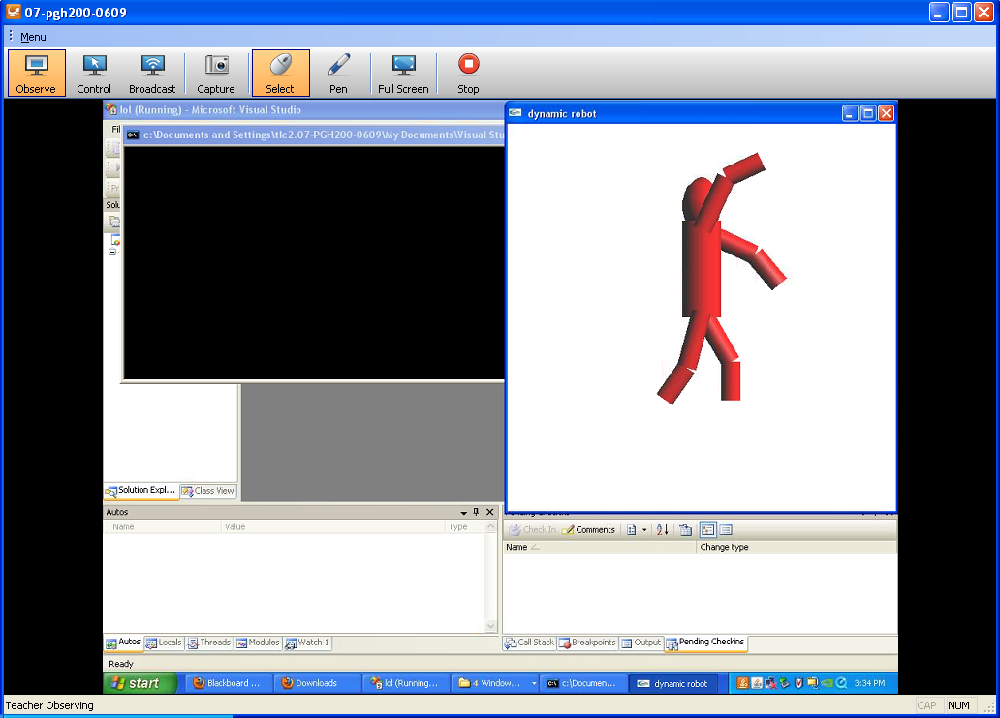 07-pgh200-0609
Menu
Observe Control Broadcast Capture Select Pen Full Screen Stop
lol (Running) - Microsoft Visual Studio
dynamic robot
Fil
c:\Documents and Settings\tlc2.07-PGH200-0609\My Documents\Visual Stu
Solu
Solution Expl... Class View
Autos
Name Value Type
Check In Comments
Name Change type
Autos Locals Threads Modules Watch 1
Call Stack Breakpoints Output Pending Checkins
Ready
start Blackboard ... Downloads lol (Running... 4 Window... c:\Documen... dynamic robot 3:34 PM
Teacher Observing CAP NUM